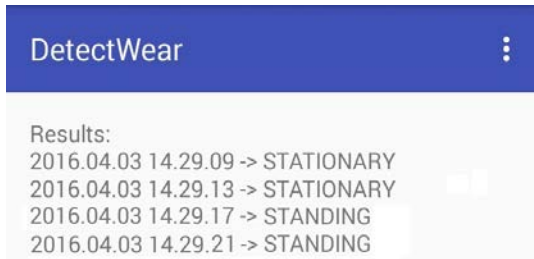 DetectWear
Results:
2016.04.03 14.29.09 -> STATIONARY
2016.04.03 14.29.13 -> STATIONARY
2016.04.03 14.29.17 -> STANDING
2016.04.03 14.29.21 -> STANDING